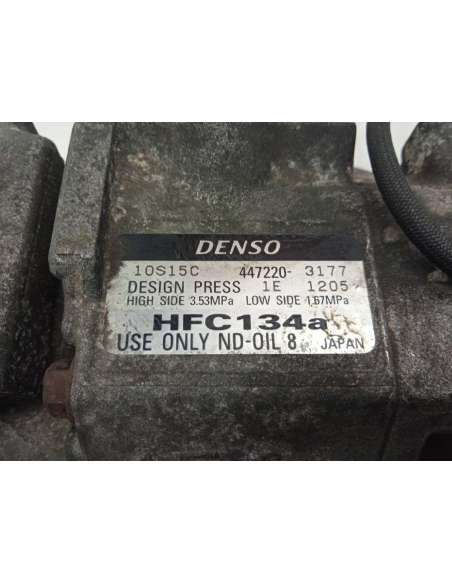 DENSO
10S15C 447220- 3177
DESIGN PRESS 1E 1205
HIGH SIDE 3.53MPa LOW SIDE 1.67MPa
HFC134a
USE ONLY ND-OIL 8 JAPAN